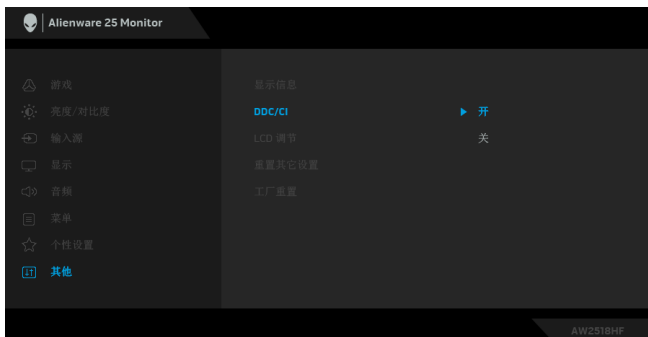 Alienware 25 Monitor
游戏
显示信息
亮度/对比度
DDC/CI
开
输入源
LCD 调节
关
显示
重置其它设置
音频
工厂重置
菜单
个性设置
其他
AW2518HF